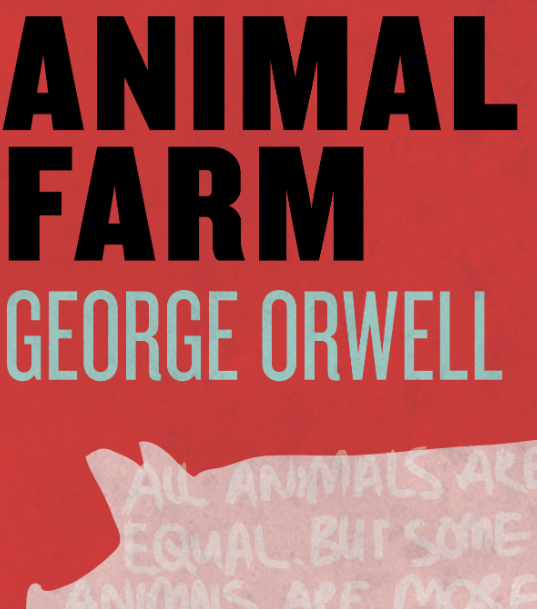 ANIMAL
FARM
GEORGE ORWELL
ALL ANIMALS ARE
EQUAL. BUT SOME
ANIMALS ARE MORE